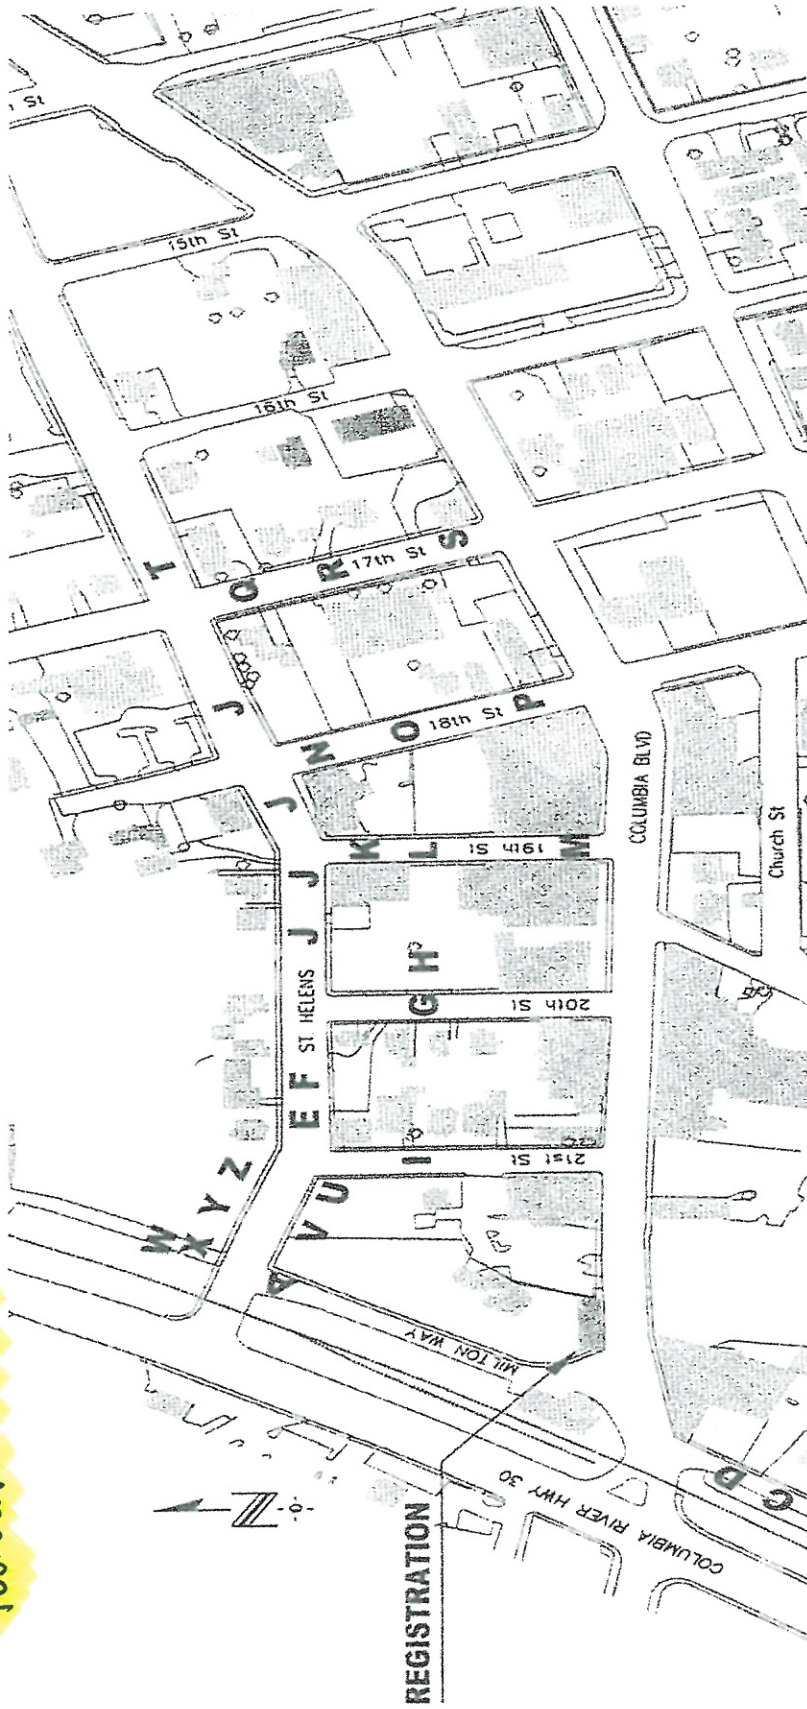 St
15th St
16th St
T
Q
R
17th St
S
J
N
O
18th St
P
J
K
L
19th St
M
COLUMBIA BLVD
Church St
J
J
ST HELENS
H
G
20th St
E F
I
21st St
W
X
Y
Z
U
V
A
MILTON WAY
COLUMBIA RIVER HWY 30
D
C
N
REGISTRATION